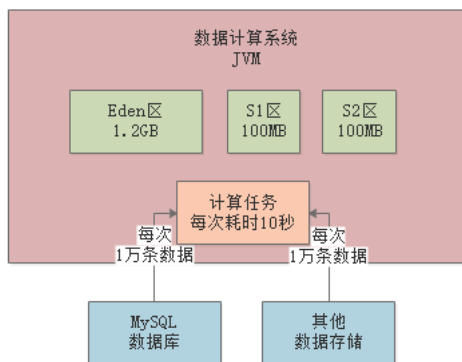 数据计算系统
JVM
Eden区
1.2GB
S1区
100MB
S2区
100MB
计算任务
每次耗时10秒
每次
1万条数据
每次
1万条数据
MySQL
数据库
其他
数据存储